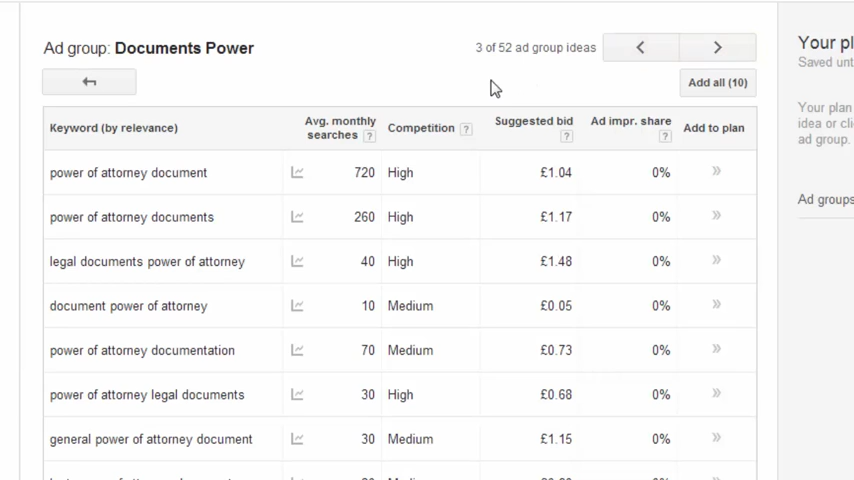 Ad group: Documents Power
3 of 52 ad group ideas
Add all (10)
Keyword (by relevance) Avg. monthly searches ? Competition ? Suggested bid ? Ad impr. share ? Add to plan
power of attorney document 720 High £1.04 0% »
power of attorney documents 260 High £1.17 0% »
legal documents power of attorney 40 High £1.48 0% »
document power of attorney 10 Medium £0.05 0% »
power of attorney documentation 70 Medium £0.73 0% »
power of attorney legal documents 30 High £0.68 0% »
general power of attorney document 30 Medium £1.15 0% »
Your pl
Saved unt
Your plan
idea or cli
ad group.
Ad groups